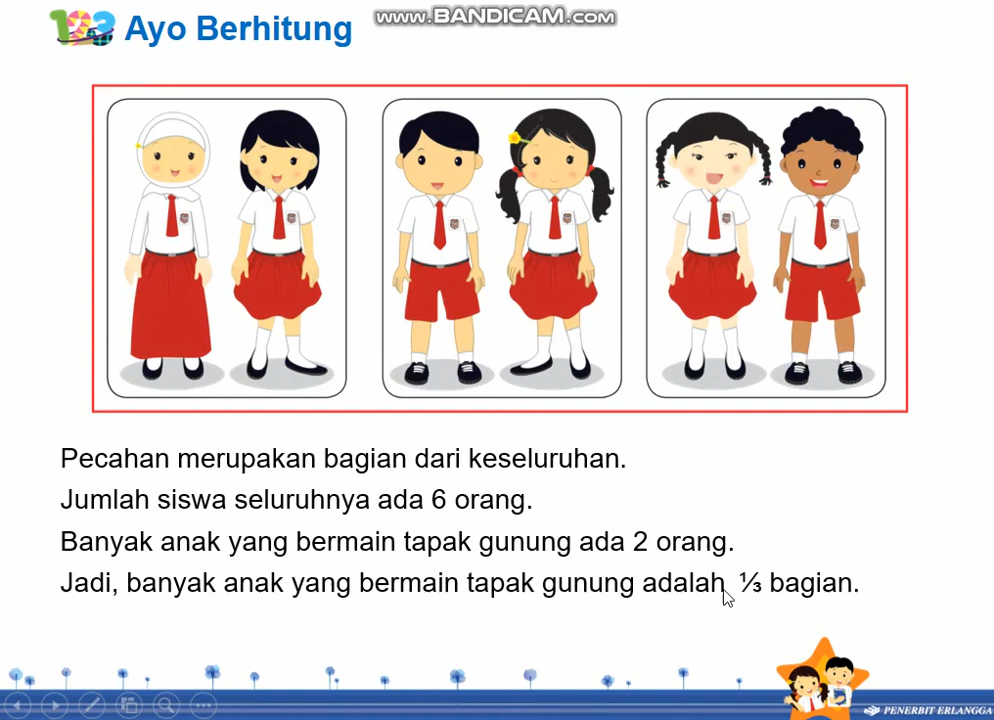 www.BANDICAM.com
123 Ayo Berhitung
Pecahan merupakan bagian dari keseluruhan.
Jumlah siswa seluruhnya ada 6 orang.
Banyak anak yang bermain tapak gunung ada 2 orang.
Jadi, banyak anak yang bermain tapak gunung adalah ⅓ bagian.
PENERBIT ERLANGGA